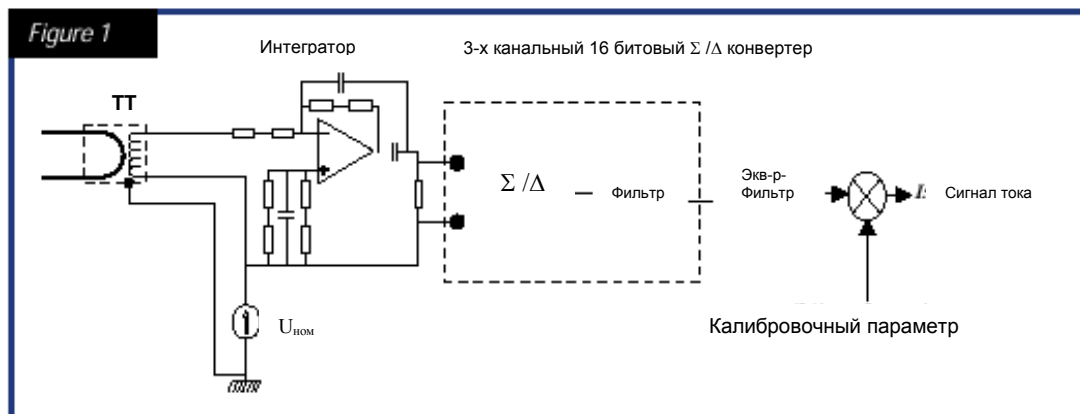 Figure 1
Интегратор
3-х канальный 16 битовый Σ /Δ конвертер
ТТ
Σ /Δ
Фильтр
Экв-р-
Фильтр
Сигнал тока
Uном
Калибровочный параметр